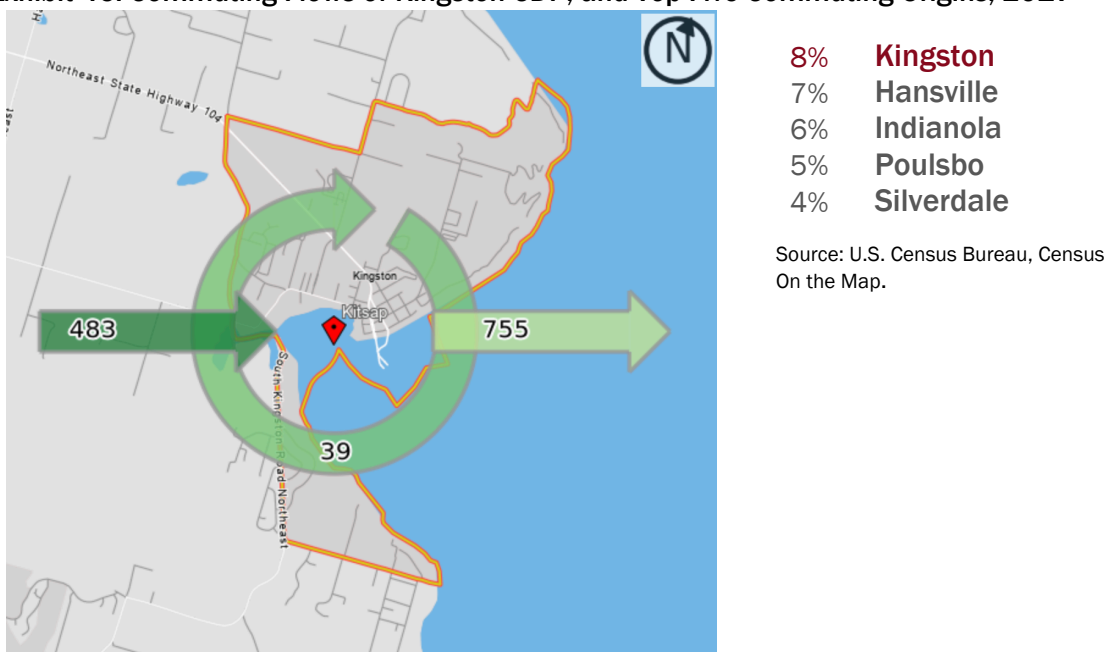 N
8% Kingston
7% Hansville
6% Indianola
5% Poulsbo
4% Silverdale
Northeast State Highway 104
Kingston
Kitsap
483
755
South Kingston Road Northeast
39
Source: U.S. Census Bureau, Census
On the Map.